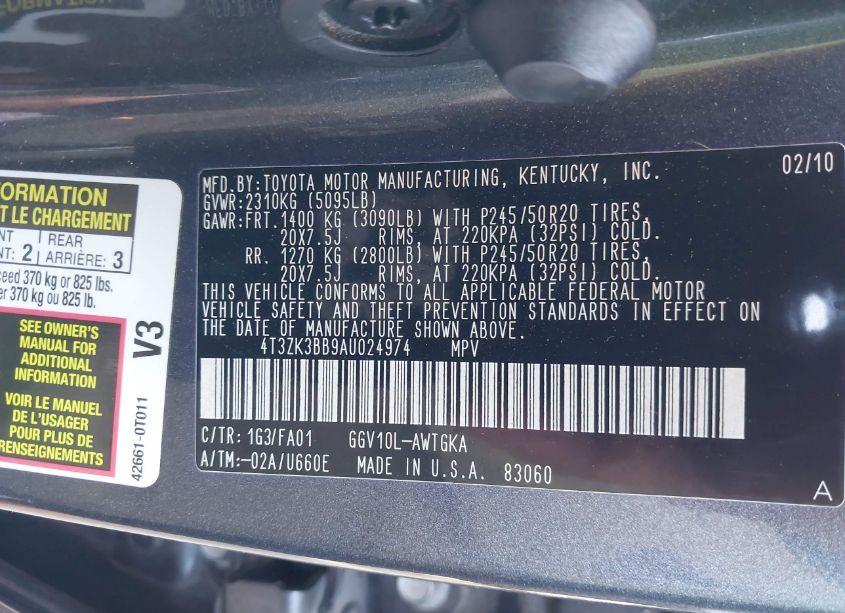 02/10
MFD.BY:TOYOTA MOTOR MANUFACTURING, KENTUCKY, INC.
GVWR:2310KG (5095LB)
GAWR:FRT.1400 KG (3090LB) WITH P245/50R20 TIRES,
20X7.5J RIMS, AT 220KPA (32PSI) COLD.
RR. 1270 KG (2800LB) WITH P245/50R20 TIRES,
20X7.5J RIMS, AT 220KPA (32PSI) COLD.
THIS VEHICLE CONFORMS TO ALL APPLICABLE FEDERAL MOTOR
VEHICLE SAFETY AND THEFT PREVENTION STANDARDS IN EFFECT ON
THE DATE OF MANUFACTURE SHOWN ABOVE.
4T3ZK3BB9AU024974 MPV
C/TR: 1G3/FA01 GGV10L-AWTGKA
A/TM:-02A/U660E MADE IN U.S.A. 83060
A
ORMATION
T LE CHARGEMENT
NT REAR
NT: 2 ARRIÈRE: 3
ceed 370 kg or 825 lbs.
er 370 kg ou 825 lb.
SEE OWNER'S
MANUAL FOR
ADDITIONAL
INFORMATION
VOIR LE MANUEL
DE L'USAGER
POUR PLUS DE
RENSEIGNEMENTS
V3
42661-0T011